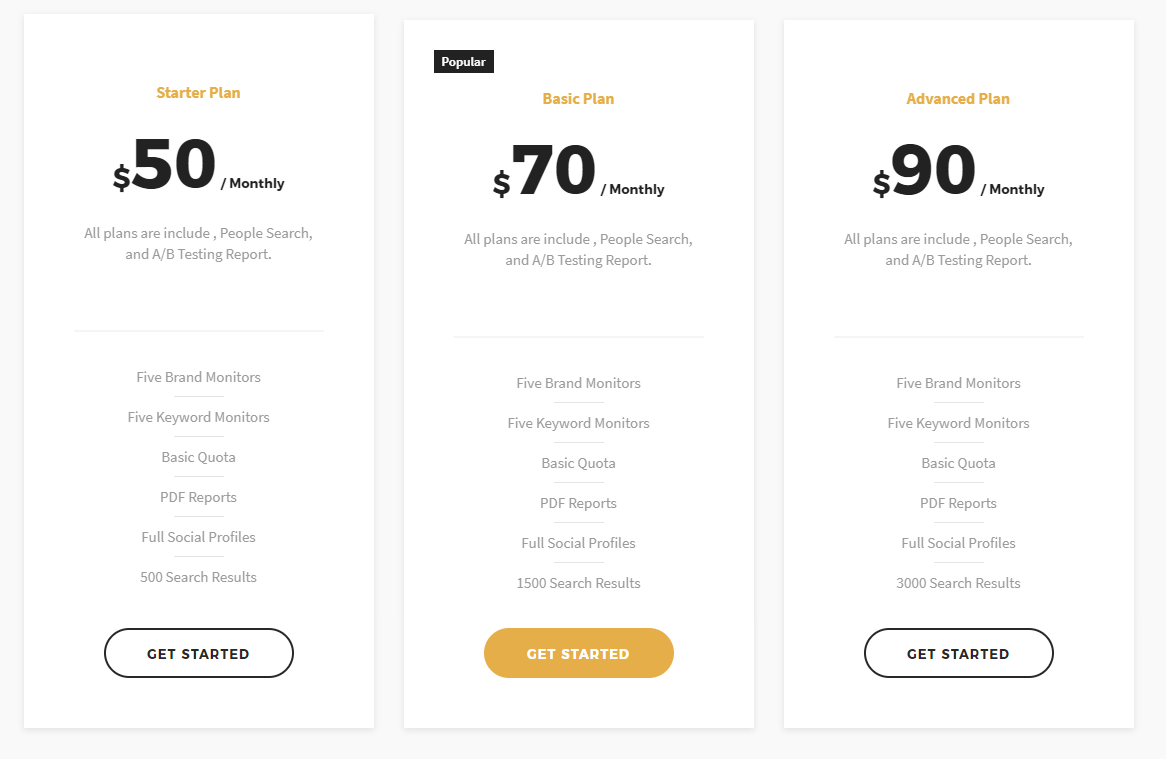 Starter Plan
$50 / Monthly
All plans are include , People Search,
and A/B Testing Report.
Five Brand Monitors
Five Keyword Monitors
Basic Quota
PDF Reports
Full Social Profiles
500 Search Results
GET STARTED
Popular
Basic Plan
$70 / Monthly
All plans are include , People Search,
and A/B Testing Report.
Five Brand Monitors
Five Keyword Monitors
Basic Quota
PDF Reports
Full Social Profiles
1500 Search Results
GET STARTED
Advanced Plan
$90 / Monthly
All plans are include , People Search,
and A/B Testing Report.
Five Brand Monitors
Five Keyword Monitors
Basic Quota
PDF Reports
Full Social Profiles
3000 Search Results
GET STARTED